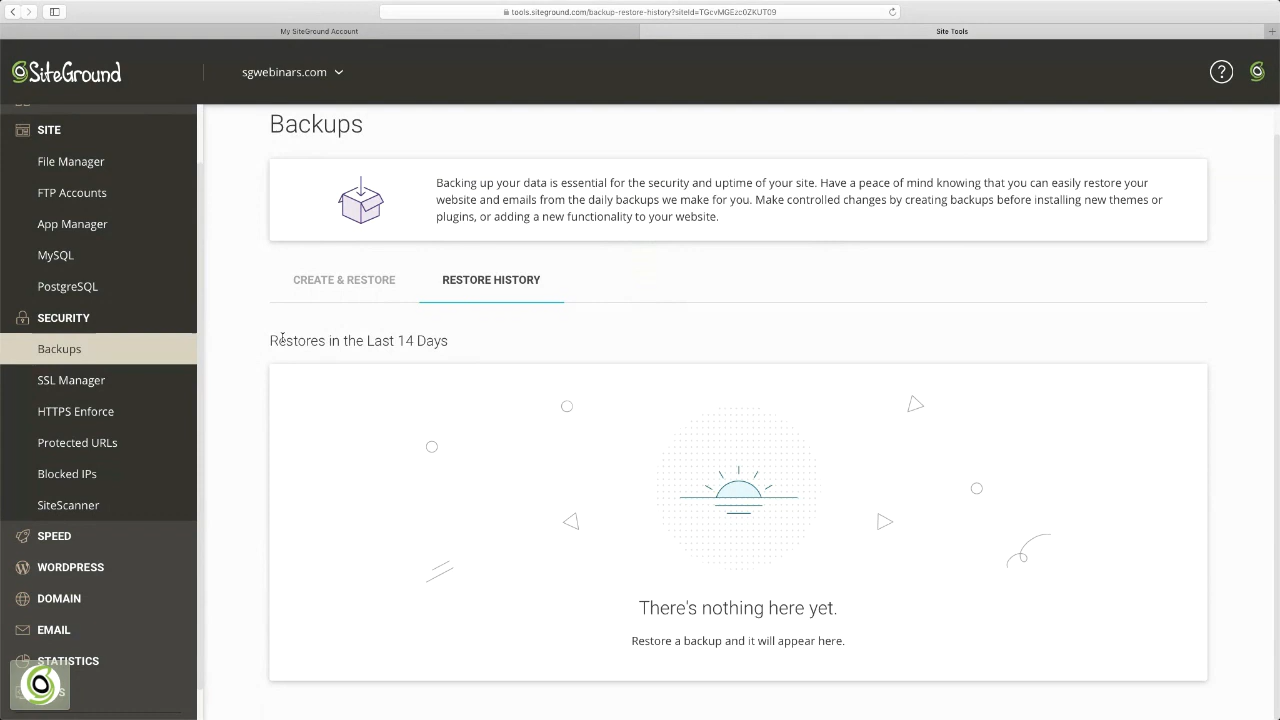 tools.siteground.com/backup-restore-history?siteId=TGcvMGEzc0ZKUT09
My SiteGround Account
Site Tools
SiteGround
sgwebinars.com
?
SITE
File Manager
FTP Accounts
App Manager
MySQL
PostgreSQL
SECURITY
Backups
SSL Manager
HTTPS Enforce
Protected URLs
Blocked IPs
SiteScanner
SPEED
WORDPRESS
DOMAIN
EMAIL
STATISTICS
Backups
Backing up your data is essential for the security and uptime of your site. Have a peace of mind knowing that you can easily restore your
website and emails from the daily backups we make for you. Make controlled changes by creating backups before installing new themes or
plugins, or adding a new functionality to your website.
CREATE & RESTORE
RESTORE HISTORY
Restores in the Last 14 Days
There's nothing here yet.
Restore a backup and it will appear here.